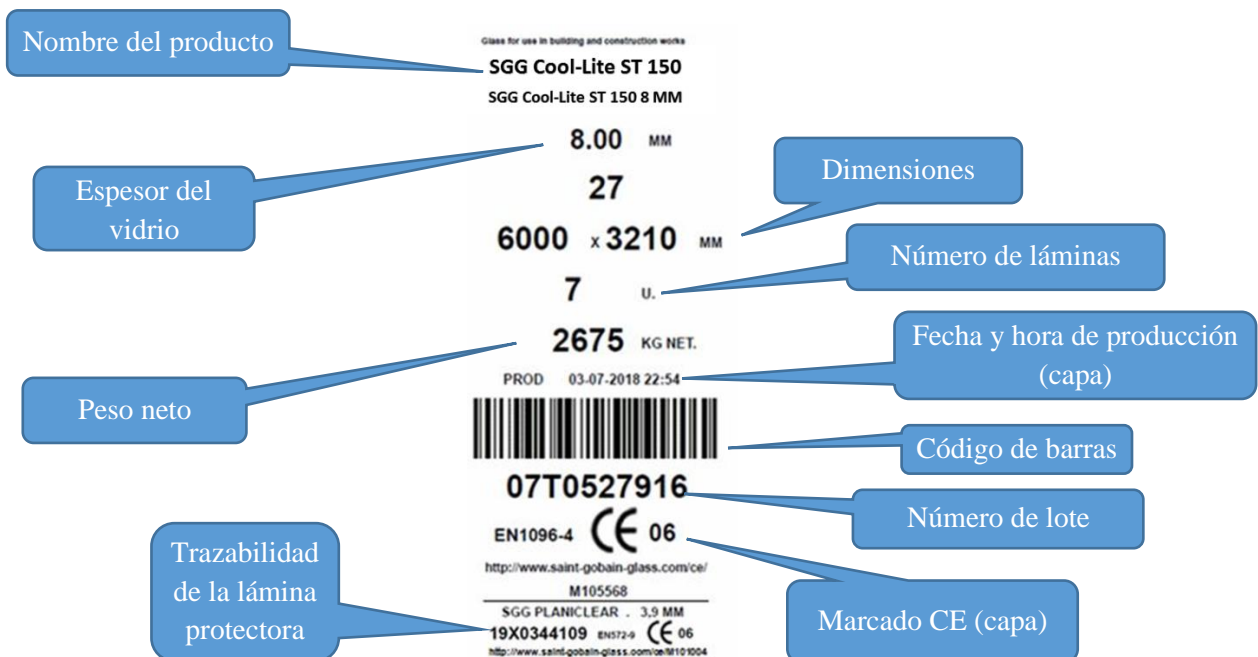 Nombre del producto
Glass for use in building and construction works
SGG Cool-Lite ST 150
SGG Cool-Lite ST 150 8 MM
8.00 MM
Espesor del
vidrio
27
Dimensiones
6000 x 3210 MM
Número de láminas
7 U.
2675 KG NET.
Peso neto
Fecha y hora de producción
(capa)
PROD 03-07-2018 22:54
Código de barras
07T0527916
Número de lote
EN1096-4 CE 06
Marcado CE (capa)
http://www.saint-gobain-glass.com/ce/
M105568
Trazabilidad
de la lámina
protectora
SGG PLANICLEAR . 3,9 MM
19X0344109 EN572-9 CE 06
http://www.saint-gobain-glass.com/ce/M101004